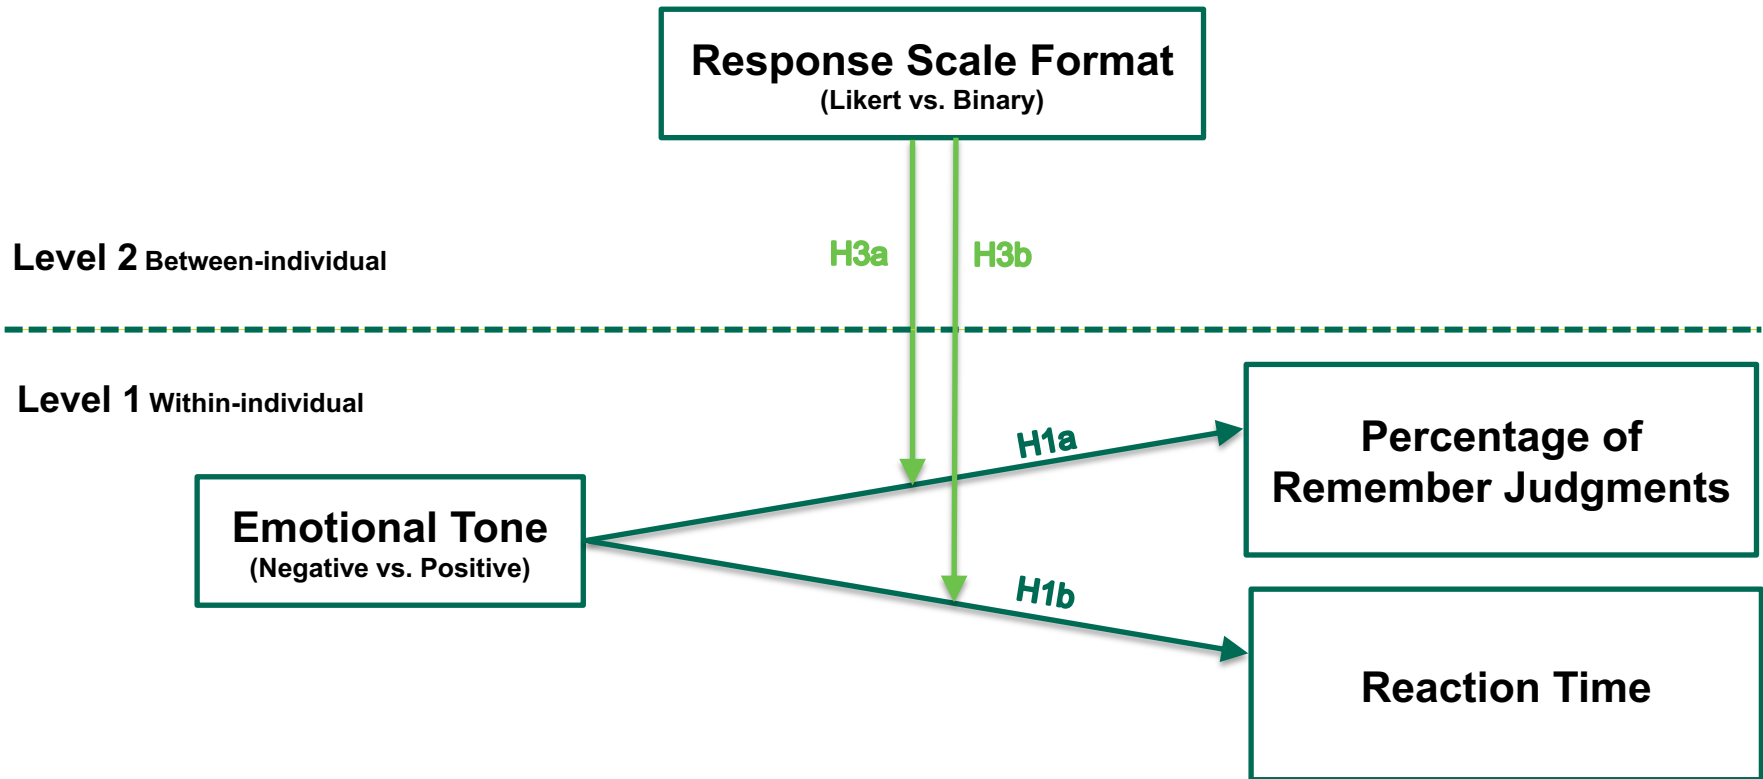 Response Scale Format
(Likert vs. Binary)
Level 2 Between-individual
H3a
H3b
Level 1 Within-individual
H1a
Percentage of
Remember Judgments
Emotional Tone
(Negative vs. Positive)
H1b
Reaction Time